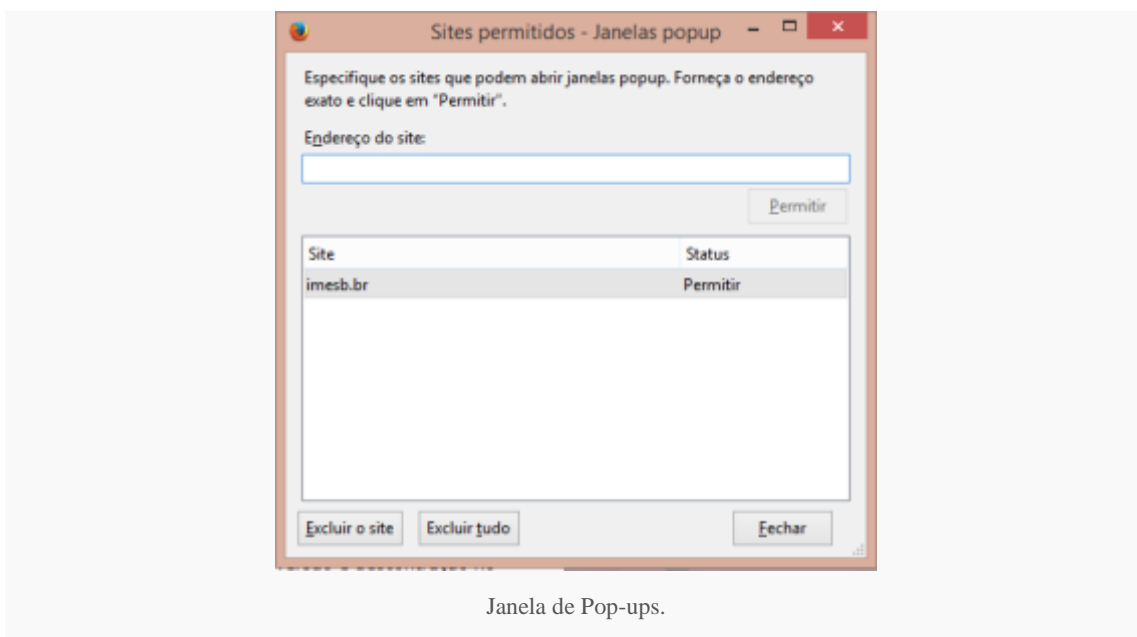 Sites permitidos - Janelas popup
Especifique os sites que podem abrir janelas popup. Forneça o endereço
exato e clique em "Permitir".
Endereço do site:
Permitir
Site Status
imesb.br Permitir
Excluir o site Excluir tudo Fechar
Janela de Pop-ups.